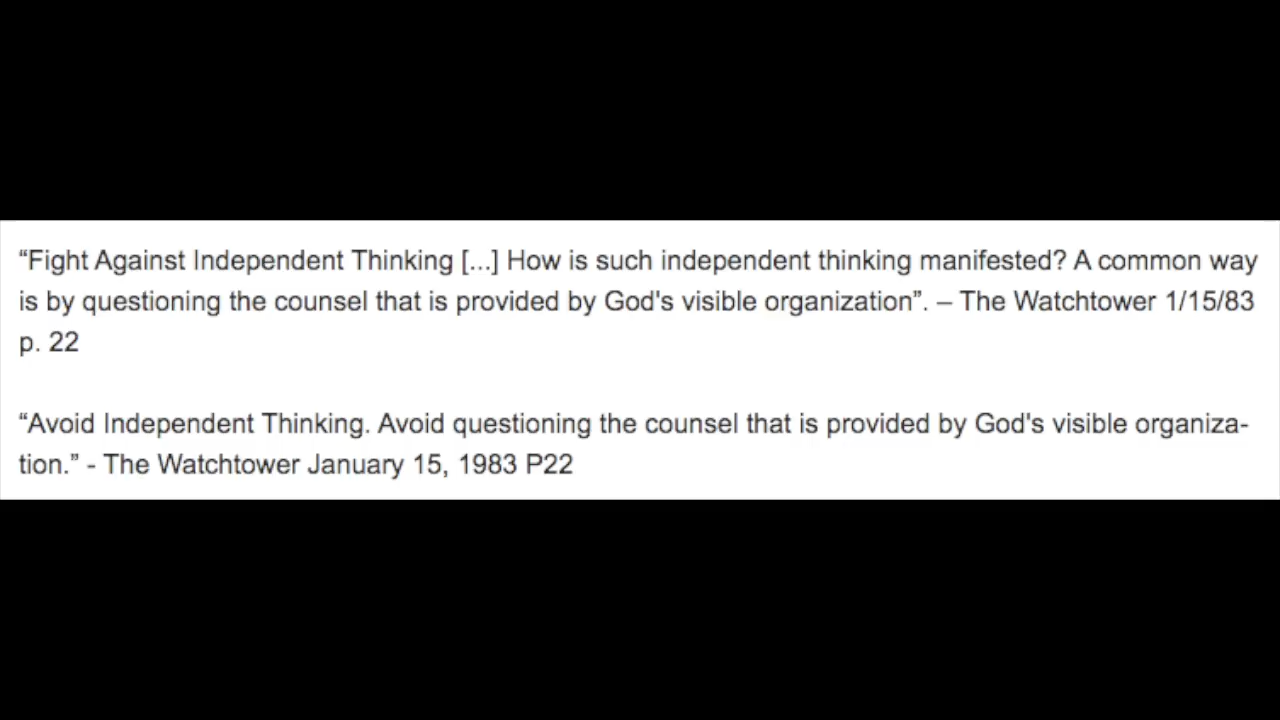 “Fight Against Independent Thinking [...] How is such independent thinking manifested? A common way
is by questioning the counsel that is provided by God's visible organization”. – The Watchtower 1/15/83
p. 22
“Avoid Independent Thinking. Avoid questioning the counsel that is provided by God's visible organiza-
tion.” - The Watchtower January 15, 1983 P22